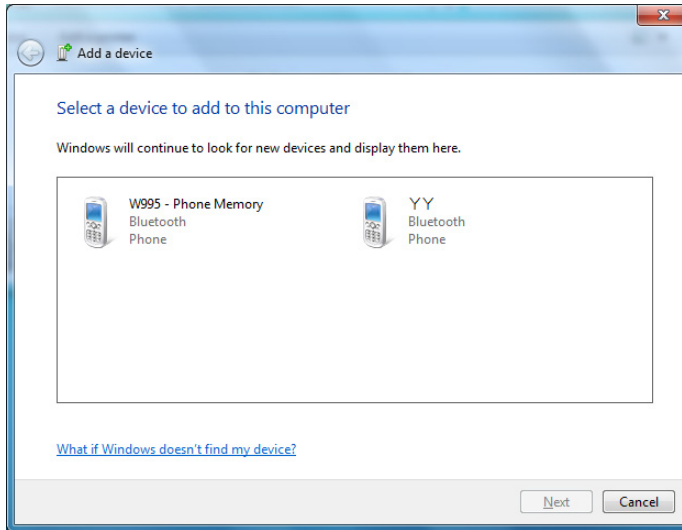 Add a device
Select a device to add to this computer
Windows will continue to look for new devices and display them here.
W995 - Phone Memory
Bluetooth
Phone
YY
Bluetooth
Phone
What if Windows doesn't find my device?
Next
Cancel